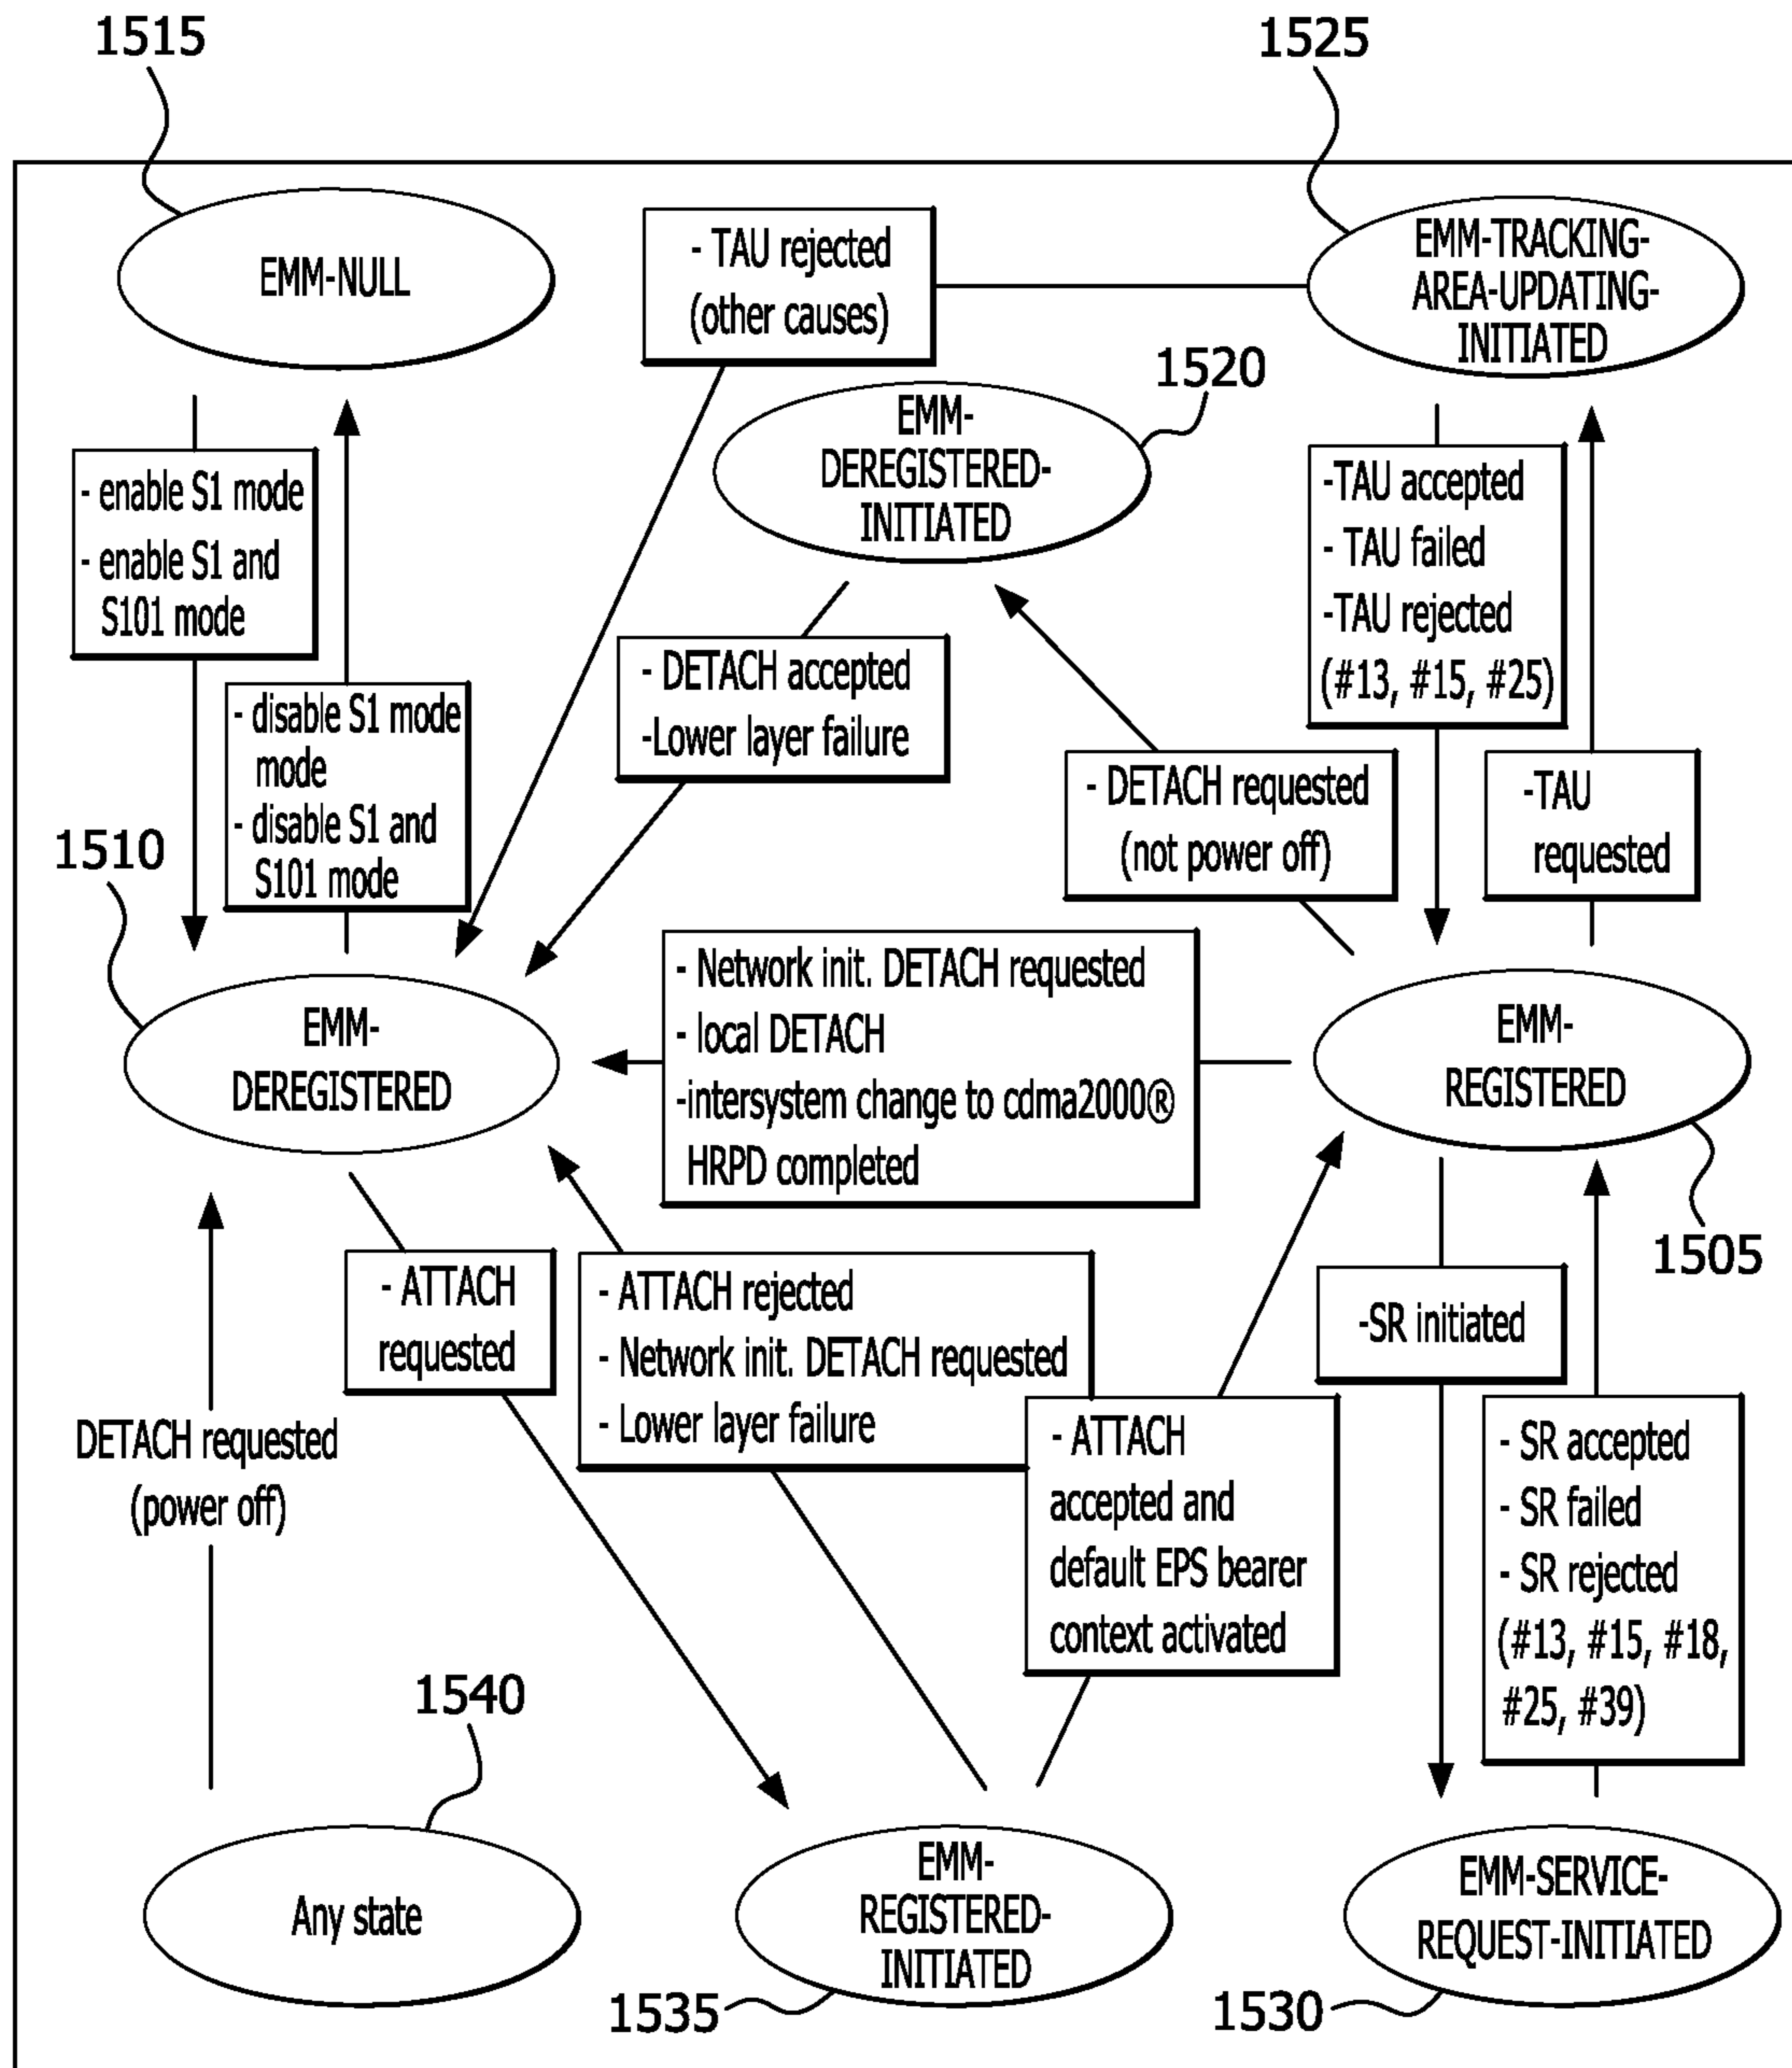 1515
1525
EMM-NULL
- TAU rejected
(other causes)
EMM-TRACKING-
AREA-UPDATING-
INITIATED
1520
EMM-
DEREGISTERED-
INITIATED
- enable S1 mode
- enable S1 and
S101 mode
-TAU accepted
- TAU failed
-TAU rejected
(#13, #15, #25)
- disable S1 mode
mode
- disable S1 and
S101 mode
- DETACH accepted
-Lower layer failure
- DETACH requested
(not power off)
-TAU
requested
1510
EMM-
DEREGISTERED
- Network init. DETACH requested
- local DETACH
-intersystem change to cdma2000®
HRPD completed
EMM-
REGISTERED
1505
- ATTACH
requested
- ATTACH rejected
- Network init. DETACH requested
- Lower layer failure
-SR initiated
DETACH requested
(power off)
- ATTACH
accepted and
default EPS bearer
context activated
- SR accepted
- SR failed
- SR rejected
(#13, #15, #18,
#25, #39)
1540
Any state
EMM-
REGISTERED-
INITIATED
EMM-SERVICE-
REQUEST-INITIATED
1535
1530